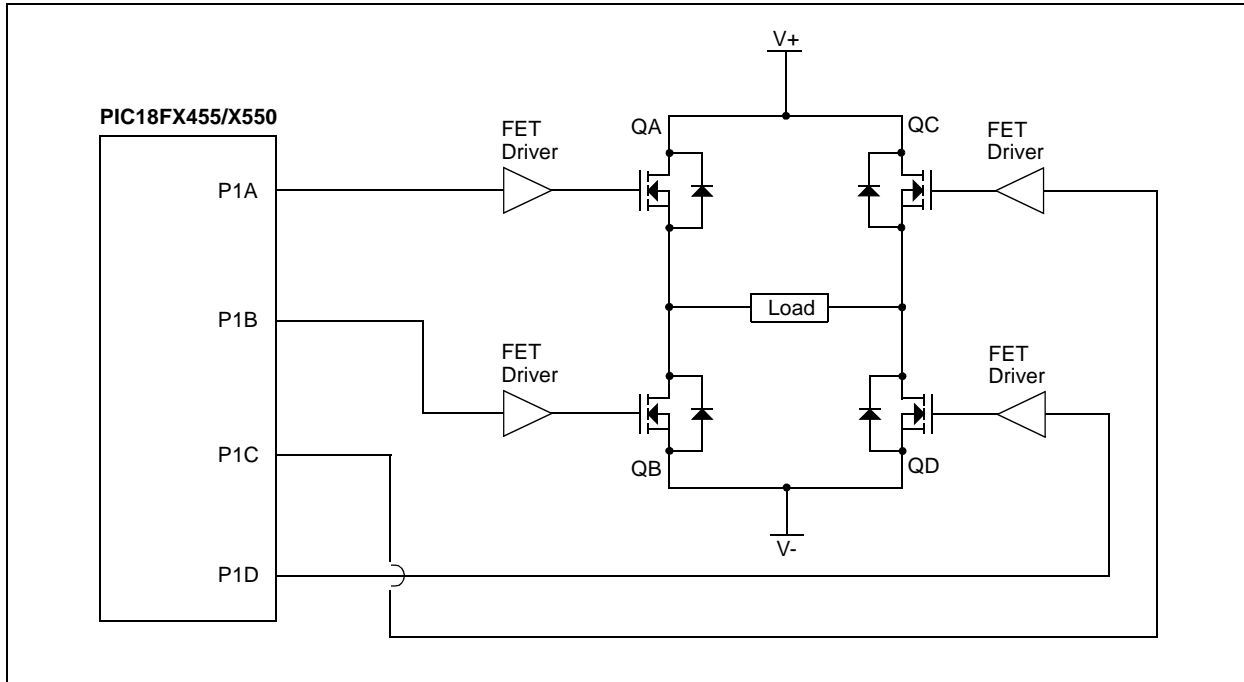 V+
PIC18FX455/X550
FET
Driver
QA
QC
FET
Driver
P1A
P1B
Load
FET
Driver
FET
Driver
P1C
QB
QD
V-
P1D